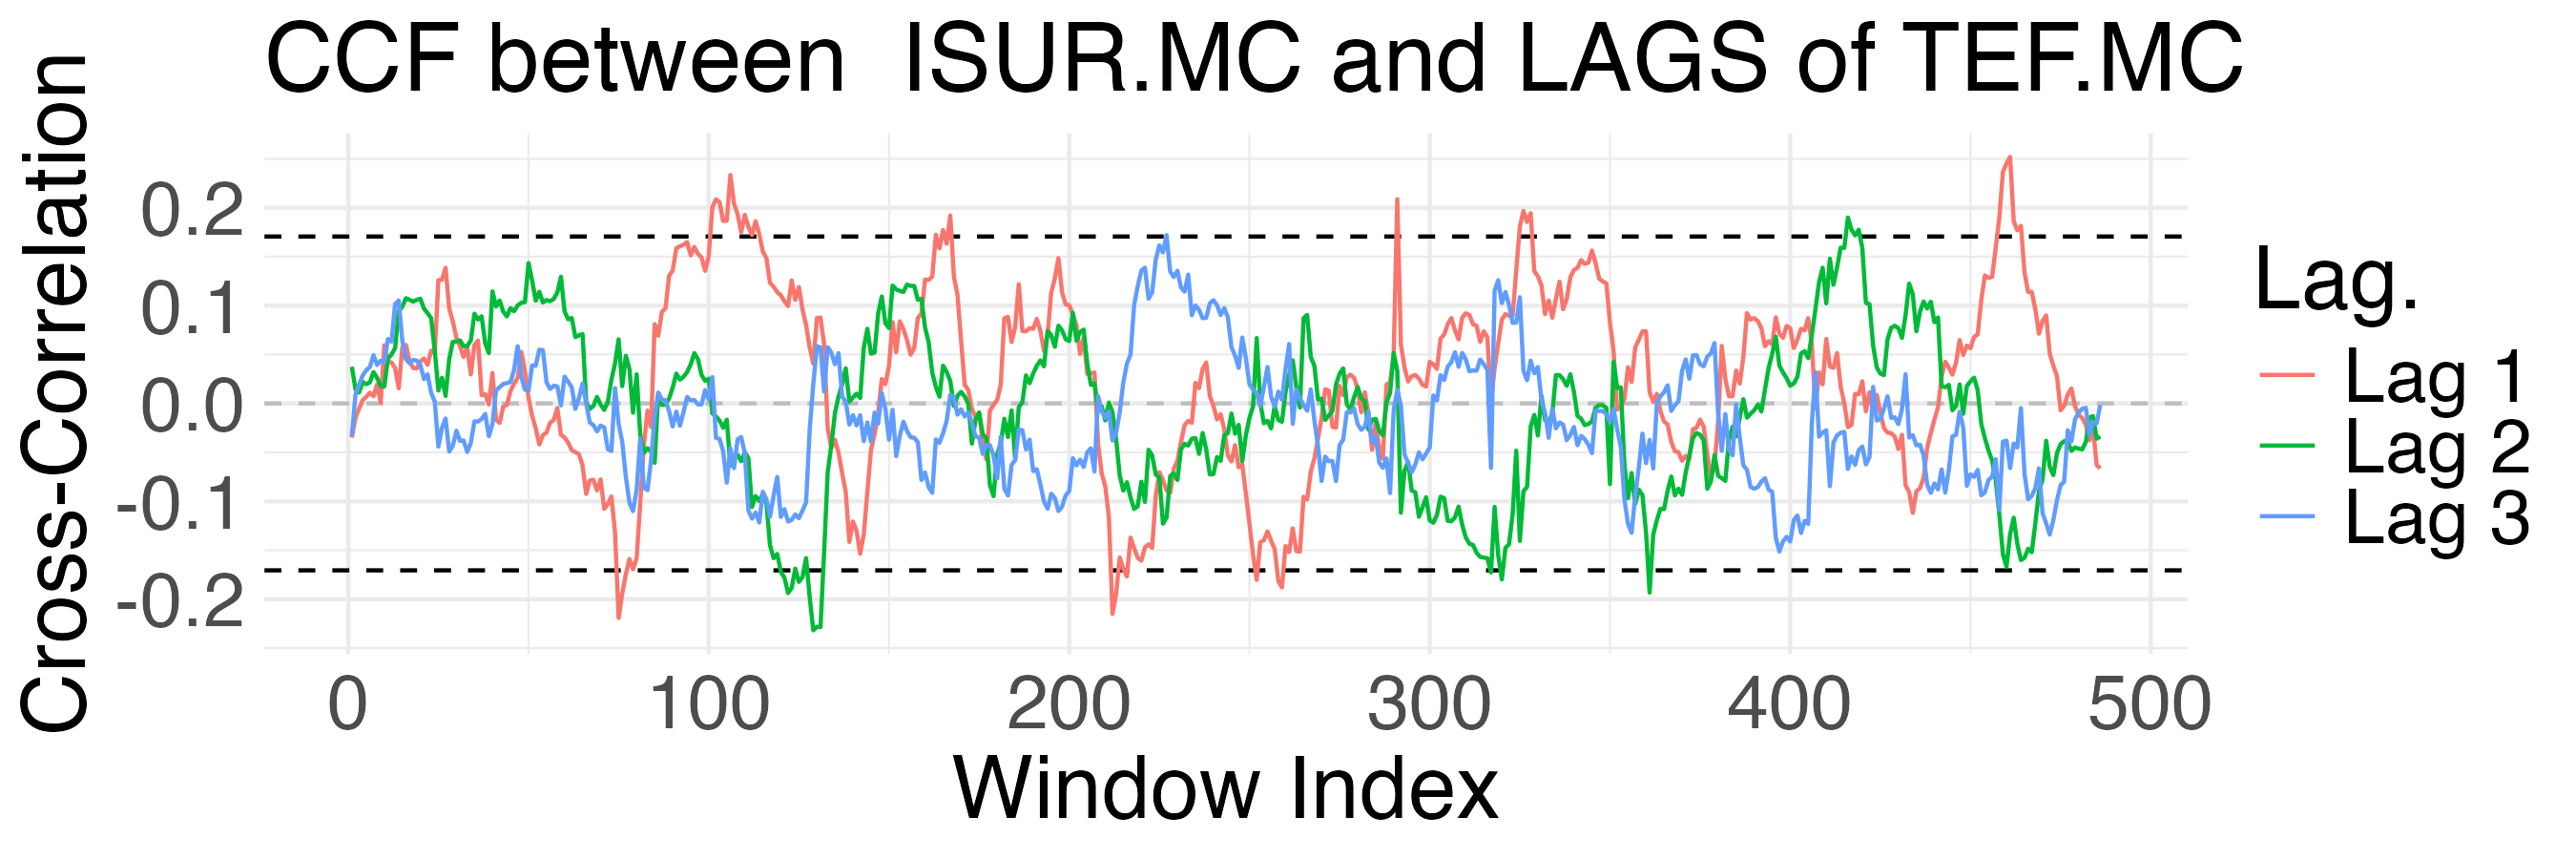 CCF between  ISUR.MC and LAGS of TEF.MC
Cross-Correlation
0.2
0.1
0.0
-0.1
-0.2
0 100 200 300 400 500
Window Index
Lag.
Lag 1
Lag 2
Lag 3